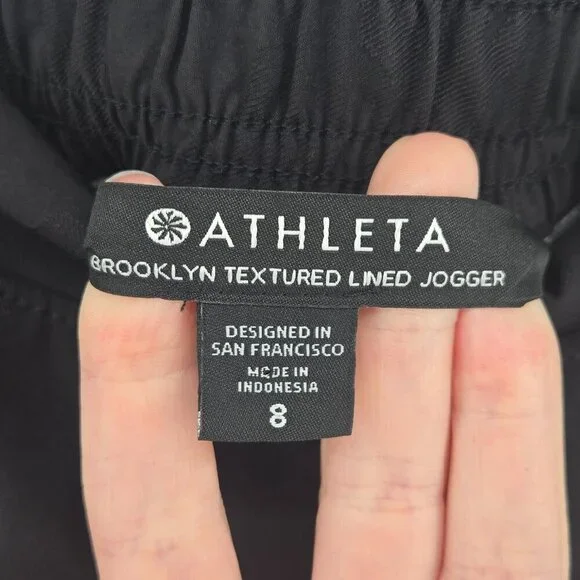 ATHLETA
BROOKLYN TEXTURED LINED JOGGER
DESIGNED IN
SAN FRANCISCO
MADE IN
INDONESIA
8